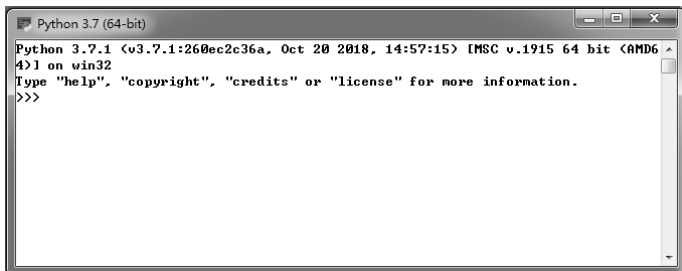 Python 3.7 (64-bit)
Python 3.7.1 (v3.7.1:260ec2c36a, Oct 20 2018, 14:57:15) [MSC v.1915 64 bit (AMD6
4)] on win32
Type "help", "copyright", "credits" or "license" for more information.
>>>